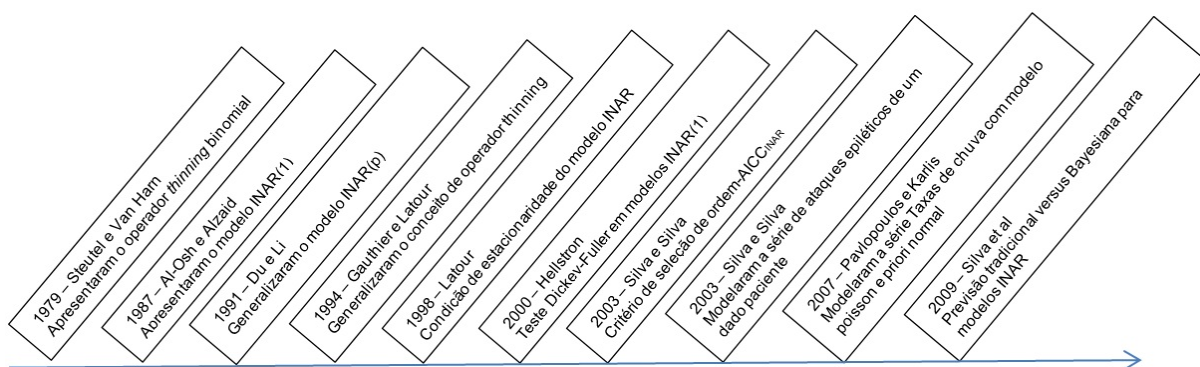 1979 – Steutel e Van Ham
Apresentaram o operador thinning binomial
1987 – Al-Osh e Alzaid
Apresentaram o modelo INAR(1)
1991 – Du e Li
Generalizaram o modelo INAR(p)
1994 – Gauthier e Latour
Generalizaram o conceito de operador thinning
1998 – Latour
Condição de estacionaridade do modelo INAR
2000 – Hellstron
Teste Dickey-Fuller em modelos INAR(1)
2003 – Silva e Silva
Critério de seleção de ordem-AICCINAR
2003 – Silva e Silva
Modelaram a série de ataques epiléticos de um
dado paciente
2007 – Pavlopoulos e Karlis
Modelaram a série Taxas de chuva com modelo
poisson e priori normal
2009 – Silva et al
Previsão tradicional versus Bayesiana para
modelos INAR